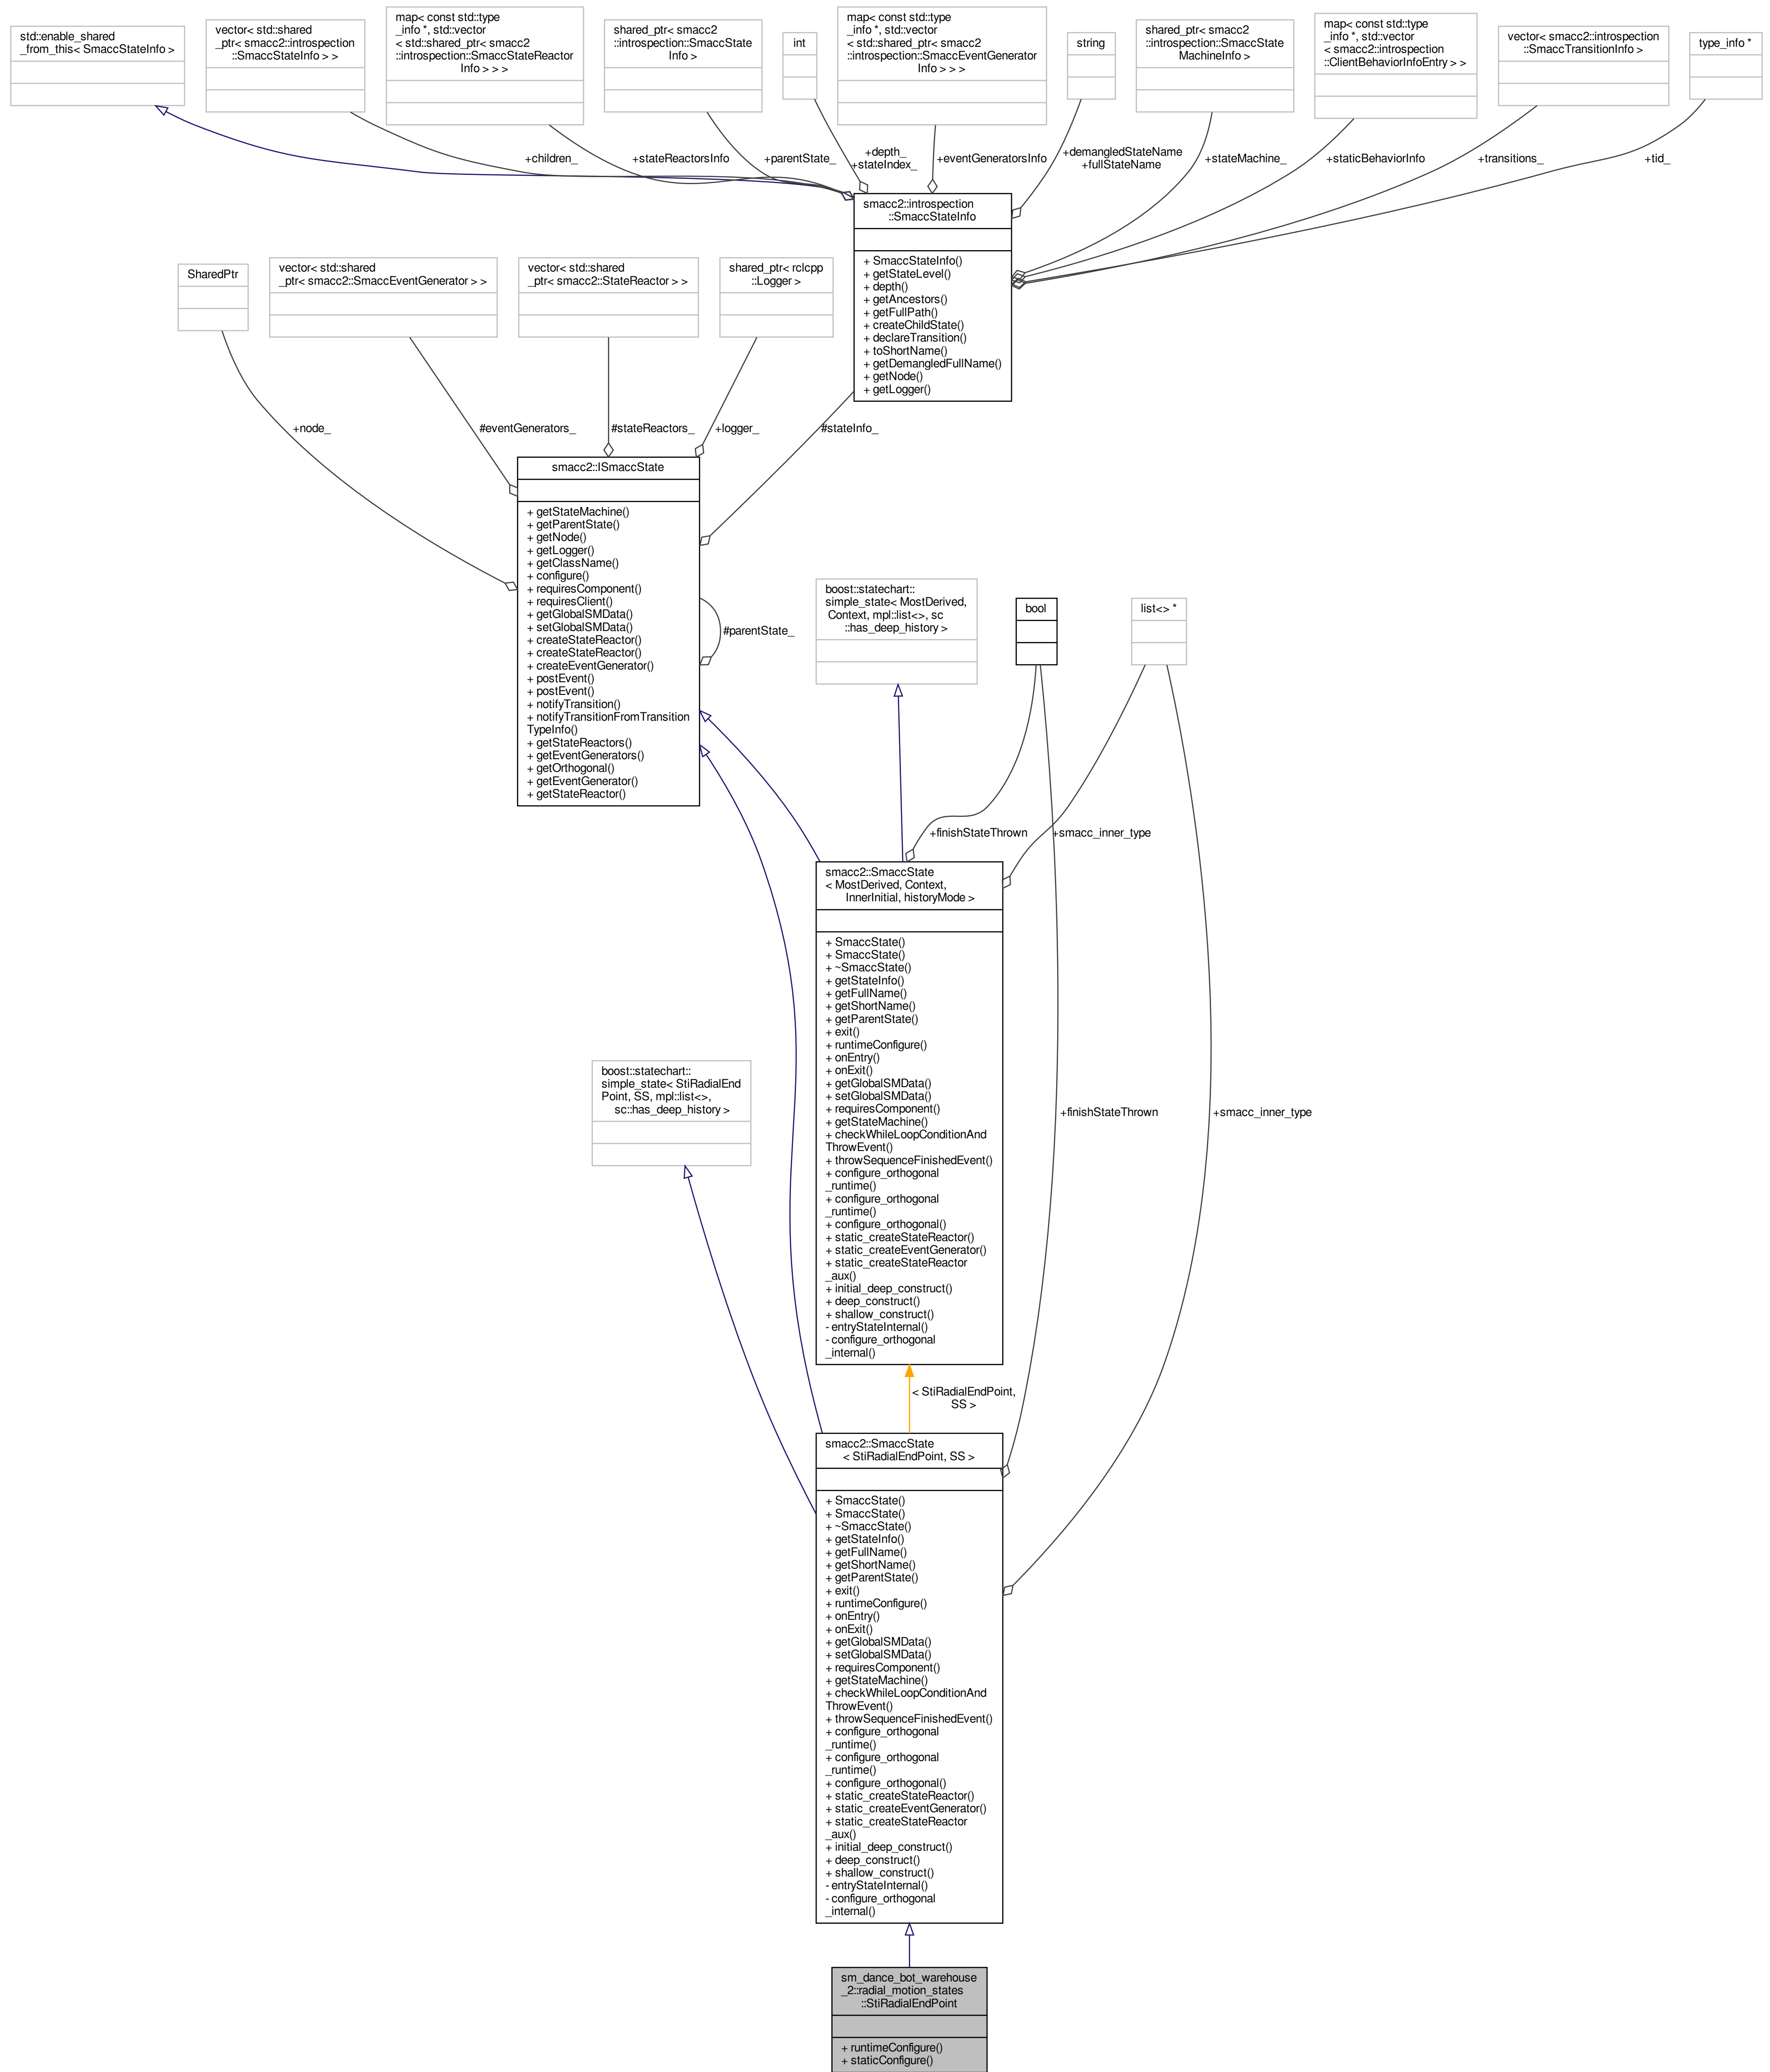 std::enable_shared
_from_this< SmaccStateInfo >
vector< std::shared
_ptr< smacc2::introspection
::SmaccStateInfo > >
map< const std::type
_info *, std::vector
< std::shared_ptr< smacc2
::introspection::SmaccStateReactor
Info > > >
shared_ptr< smacc2
::introspection::SmaccState
Info >
int
map< const std::type
_info *, std::vector
< std::shared_ptr< smacc2
::introspection::SmaccEventGenerator
Info > > >
string
shared_ptr< smacc2
::introspection::SmaccState
MachineInfo >
map< const std::type
_info *, std::vector
< smacc2::introspection
::ClientBehaviorInfoEntry > >
vector< smacc2::introspection
::SmaccTransitionInfo >
type_info *
+children_
+stateReactorsInfo
+parentState_
+depth_
+stateIndex_
+eventGeneratorsInfo
+demangledStateName
+fullStateName
+stateMachine_
+staticBehaviorInfo
+transitions_
+tid_
smacc2::introspection
::SmaccStateInfo
+ SmaccStateInfo()
+ getStateLevel()
+ depth()
+ getAncestors()
+ getFullPath()
+ createChildState()
+ declareTransition()
+ toShortName()
+ getDemangledFullName()
+ getNode()
+ getLogger()
SharedPtr
vector< std::shared
_ptr< smacc2::SmaccEventGenerator > >
vector< std::shared
_ptr< smacc2::StateReactor > >
shared_ptr< rclcpp
::Logger >
+node_
#eventGenerators_
#stateReactors_
+logger_
#stateInfo_
smacc2::ISmaccState
+ getStateMachine()
+ getParentState()
+ getNode()
+ getLogger()
+ getClassName()
+ configure()
+ requiresComponent()
+ requiresClient()
+ getGlobalSMData()
+ setGlobalSMData()
+ createStateReactor()
+ createStateReactor()
+ createEventGenerator()
+ postEvent()
+ postEvent()
+ notifyTransition()
+ notifyTransitionFromTransition
TypeInfo()
+ getStateReactors()
+ getEventGenerators()
+ getOrthogonal()
+ getEventGenerator()
+ getStateReactor()
#parentState_
boost::statechart::
simple_state< MostDerived,
Context, mpl::list<>, sc
::has_deep_history >
bool
list<> *
+finishStateThrown
+smacc_inner_type
smacc2::SmaccState
< MostDerived, Context,
InnerInitial, historyMode >
+ SmaccState()
+ SmaccState()
+ ~SmaccState()
+ getStateInfo()
+ getFullName()
+ getShortName()
+ getParentState()
+ exit()
+ runtimeConfigure()
+ onEntry()
+ onExit()
+ getGlobalSMData()
+ setGlobalSMData()
+ requiresComponent()
+ getStateMachine()
+ checkWhileLoopConditionAnd
ThrowEvent()
+ throwSequenceFinishedEvent()
+ configure_orthogonal
_runtime()
+ configure_orthogonal
_runtime()
+ configure_orthogonal()
+ static_createStateReactor()
+ static_createEventGenerator()
+ static_createStateReactor
_aux()
+ initial_deep_construct()
+ deep_construct()
+ shallow_construct()
- entryStateInternal()
- configure_orthogonal
_internal()
boost::statechart::
simple_state< StiRadialEnd
Point, SS, mpl::list<>,
sc::has_deep_history >
+finishStateThrown
+smacc_inner_type
< StiRadialEndPoint,
SS >
smacc2::SmaccState
< StiRadialEndPoint, SS >
+ SmaccState()
+ SmaccState()
+ ~SmaccState()
+ getStateInfo()
+ getFullName()
+ getShortName()
+ getParentState()
+ exit()
+ runtimeConfigure()
+ onEntry()
+ onExit()
+ getGlobalSMData()
+ setGlobalSMData()
+ requiresComponent()
+ getStateMachine()
+ checkWhileLoopConditionAnd
ThrowEvent()
+ throwSequenceFinishedEvent()
+ configure_orthogonal
_runtime()
+ configure_orthogonal
_runtime()
+ configure_orthogonal()
+ static_createStateReactor()
+ static_createEventGenerator()
+ static_createStateReactor
_aux()
+ initial_deep_construct()
+ deep_construct()
+ shallow_construct()
- entryStateInternal()
- configure_orthogonal
_internal()
sm_dance_bot_warehouse
_2::radial_motion_states
::StiRadialEndPoint
+ runtimeConfigure()
+ staticConfigure()